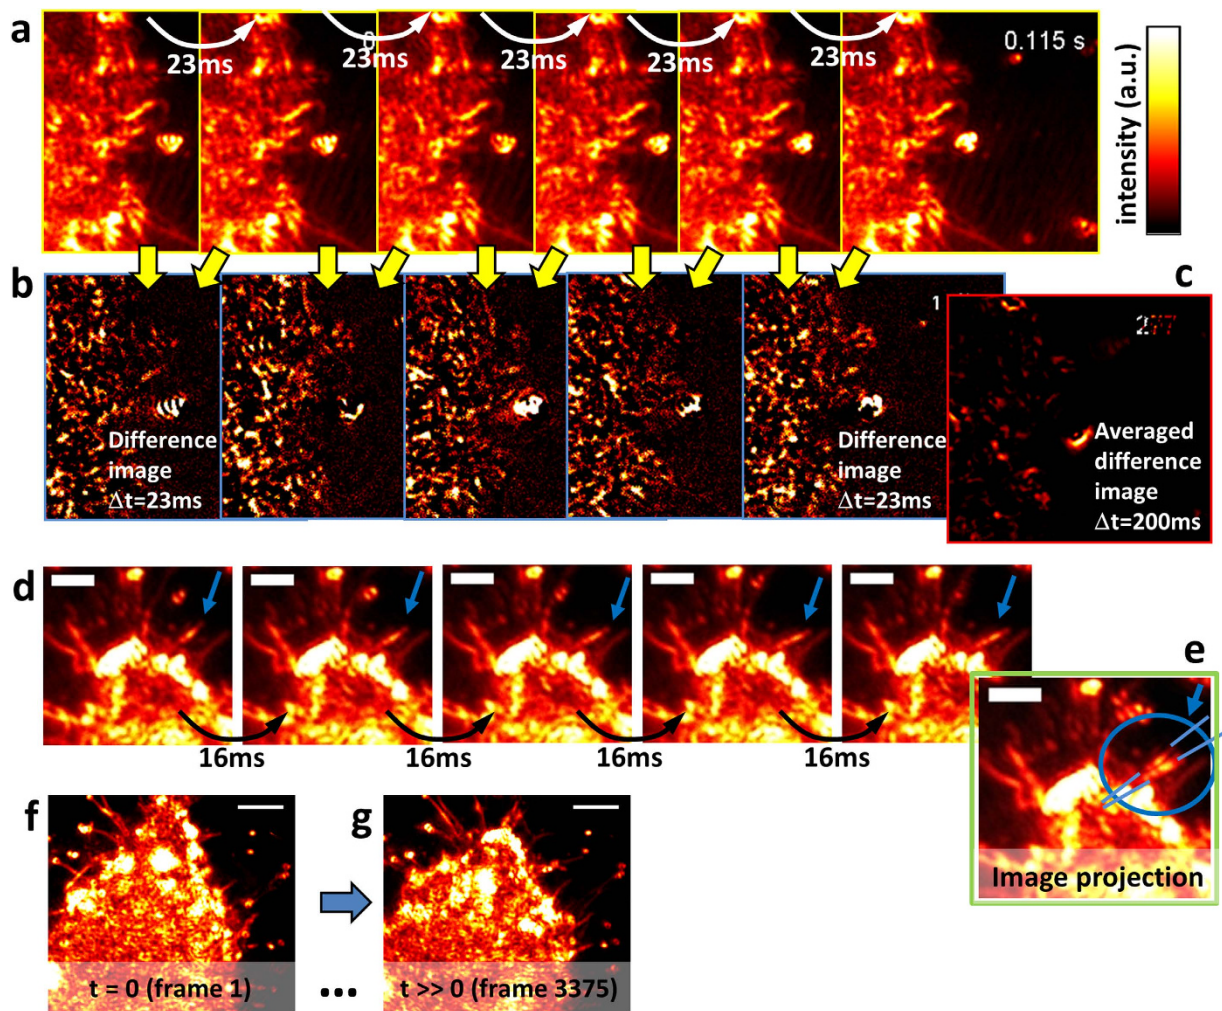 a
23ms
23ms
23ms
23ms
23ms
0.115 s
intensity (a.u.)
b
Difference
image
Δt=23ms
Difference
image
Δt=23ms
1
c
Averaged
difference
image
Δt=200ms
d
16ms
16ms
16ms
16ms
e
Image projection
f
t = 0 (frame 1)
...
g
t >> 0 (frame 3375)